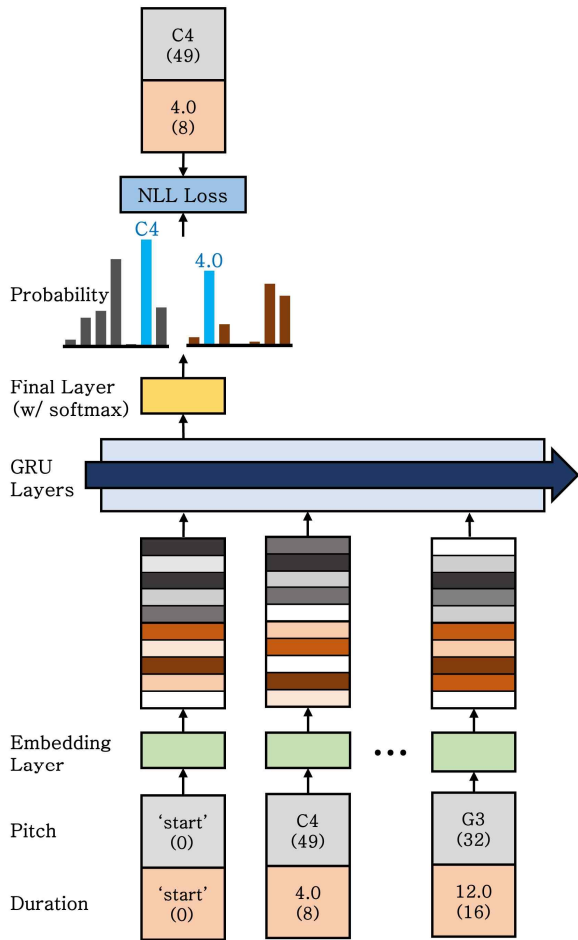 C4
(49)
4.0
(8)
NLL Loss
C4
4.0
Probability
Final Layer
(w/ softmax)
GRU
Layers
Embedding
Layer
...
Pitch
‘start’
(0)
C4
(49)
G3
(32)
Duration
‘start’
(0)
4.0
(8)
12.0
(16)